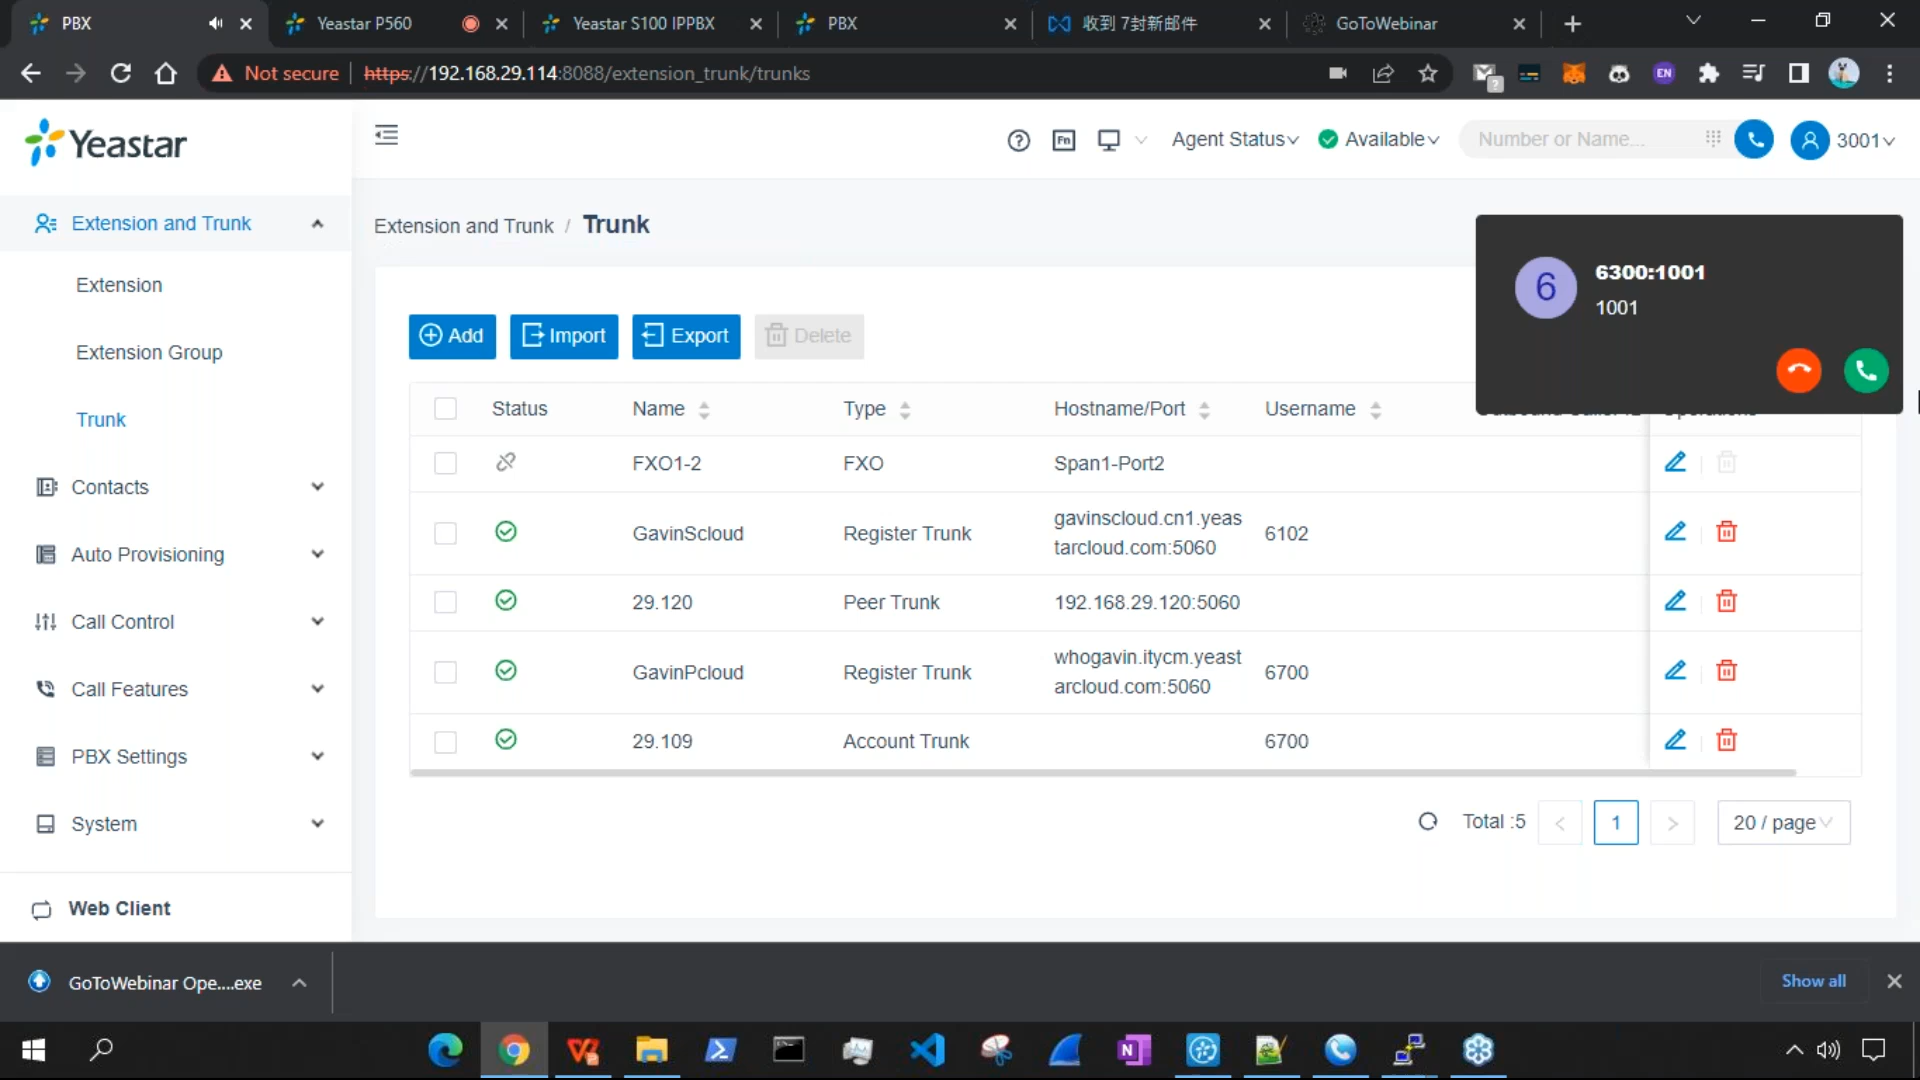 PBX
Yeastar P560
Yeastar S100 IPPBX
PBX
收到 7封新邮件
GoToWebinar
Not secure
https://192.168.29.114:8088/extension_trunk/trunks
EN
Yeastar
Fn
Agent Status
Available
Number or Name...
3001
Extension and Trunk
Extension
Extension Group
Trunk
Contacts
Auto Provisioning
Call Control
Call Features
PBX Settings
System
Web Client
Extension and Trunk / Trunk
6
6300:1001
1001
Add
Import
Export
Delete
Status Name Type Hostname/Port Username
FXO1-2 FXO Span1-Port2
GavinScloud Register Trunk gavinscloud.cn1.yeas
tarcloud.com:5060 6102
29.120 Peer Trunk 192.168.29.120:5060
GavinPcloud Register Trunk whogavin.itycm.yeast
arcloud.com:5060 6700
29.109 Account Trunk 6700
Total :5
1
20 / page
GoToWebinar Ope....exe
Show all